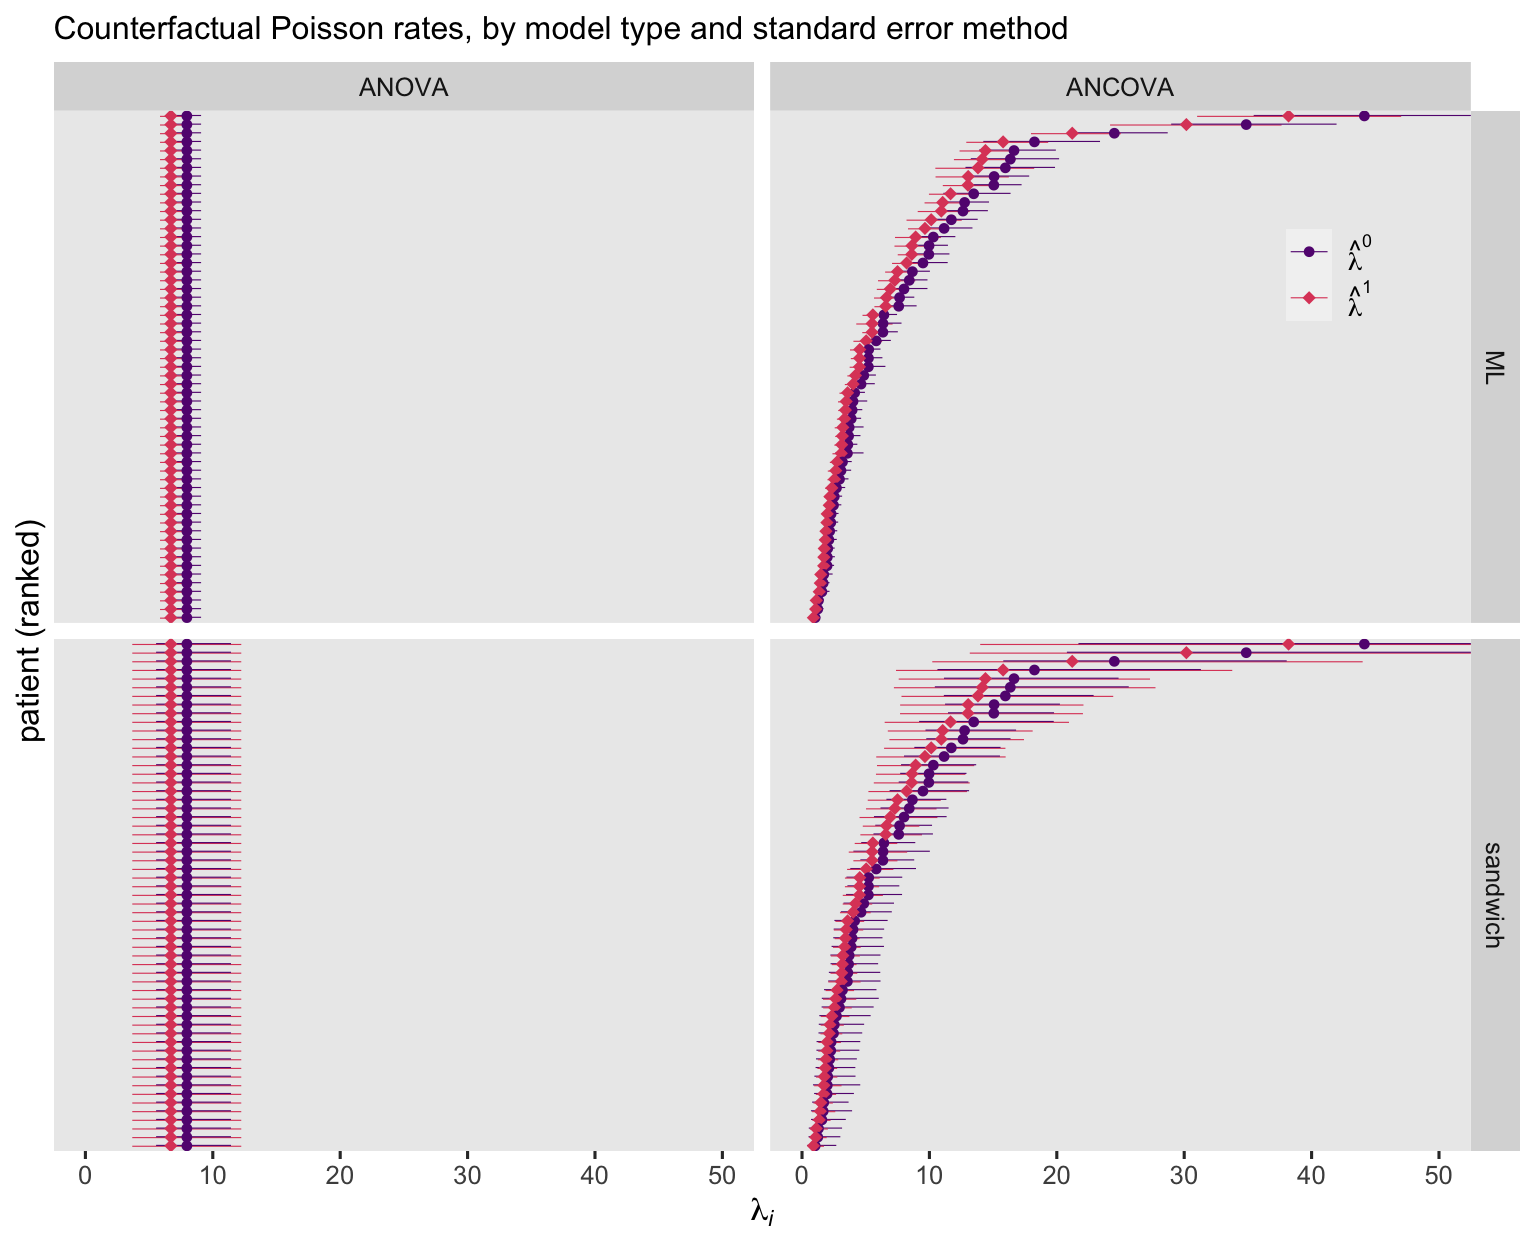 Counterfactual Poisson rates, by model type and standard error method
ANOVA
ANCOVA
λ̂⁰
λ̂¹
ML
sandwich
patient (ranked)
0 10 20 30 40 50
0 10 20 30 40 50
λᵢ